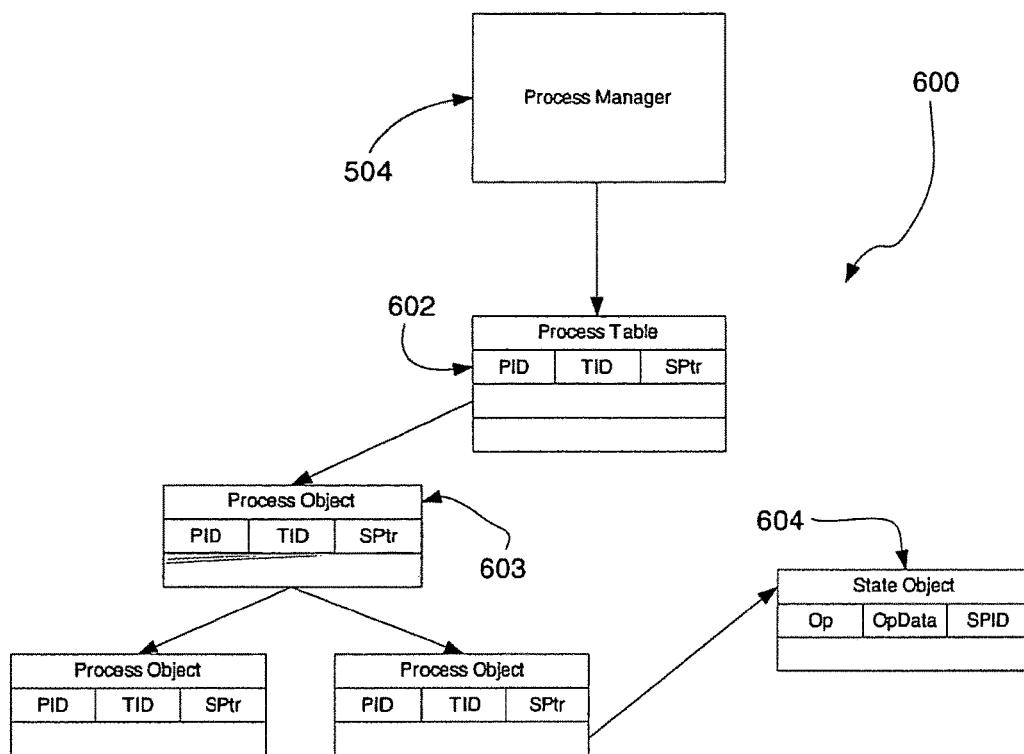 Process Manager
600
504
602
Process Table
PID TID SPtr
Process Object
PID TID SPtr
603
604
State Object
Op OpData SPID
Process Object
PID TID SPtr
Process Object
PID TID SPtr